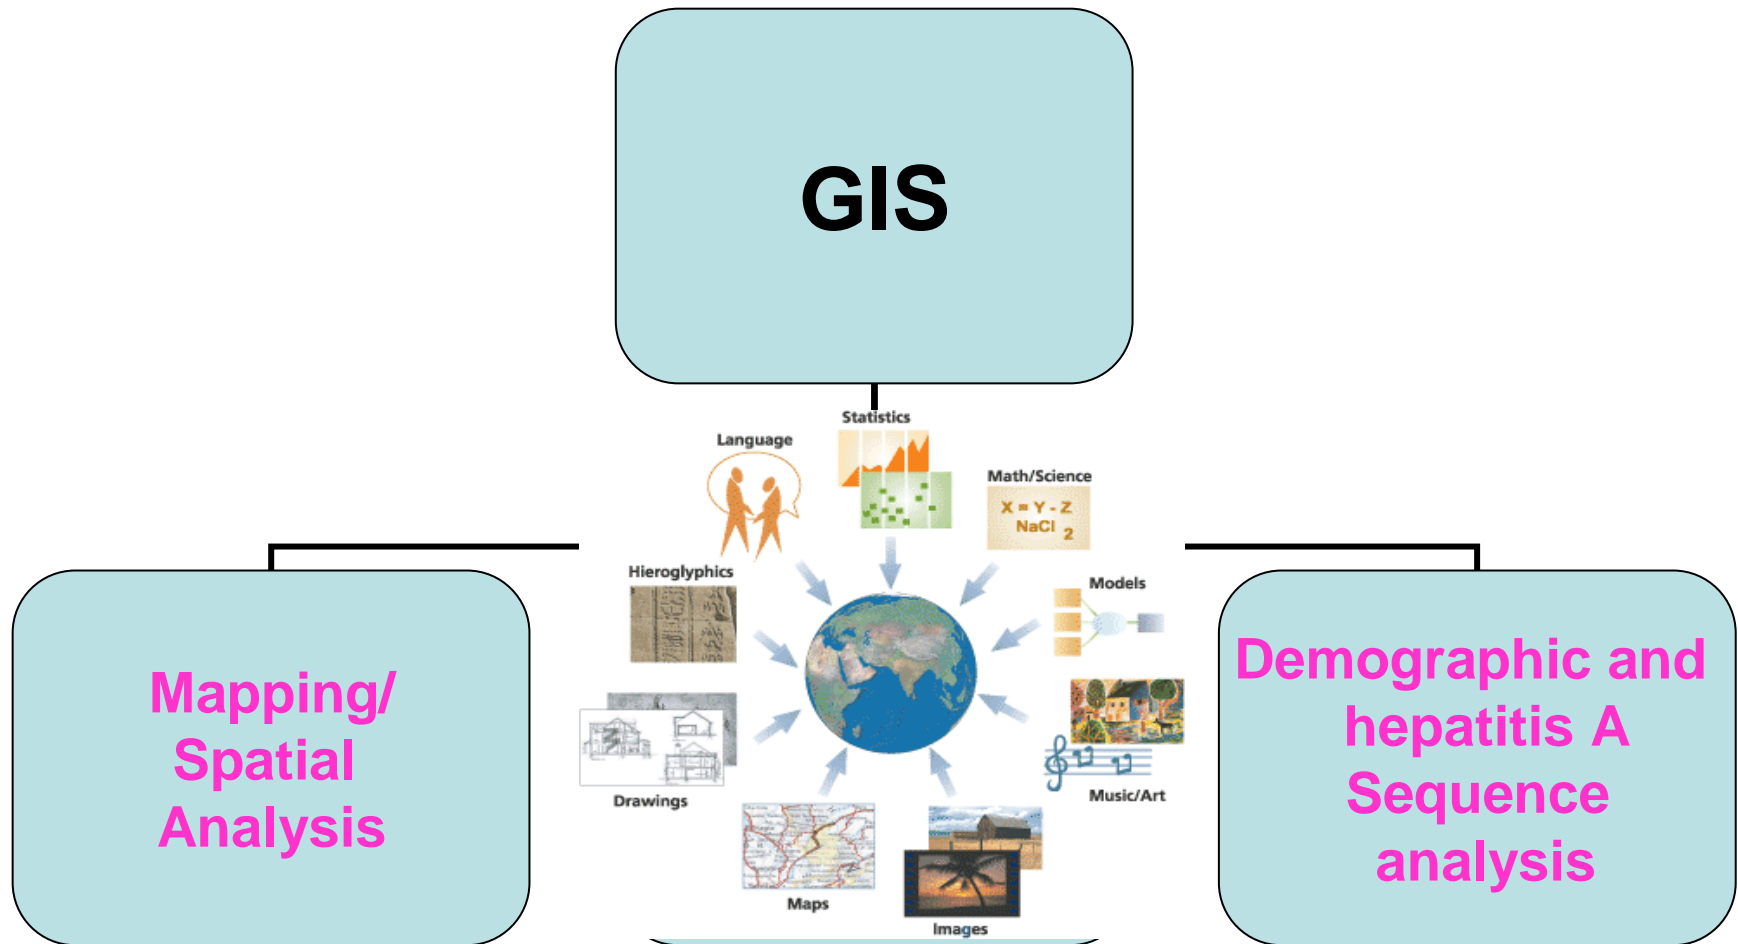 GIS
Statistics
Language
Math/Science
X = Y - Z
NaCl 2
Hieroglyphics
Models
Mapping/
Spatial
Analysis
Demographic and
hepatitis A
Sequence
analysis
Drawings
Music/Art
Maps
Images